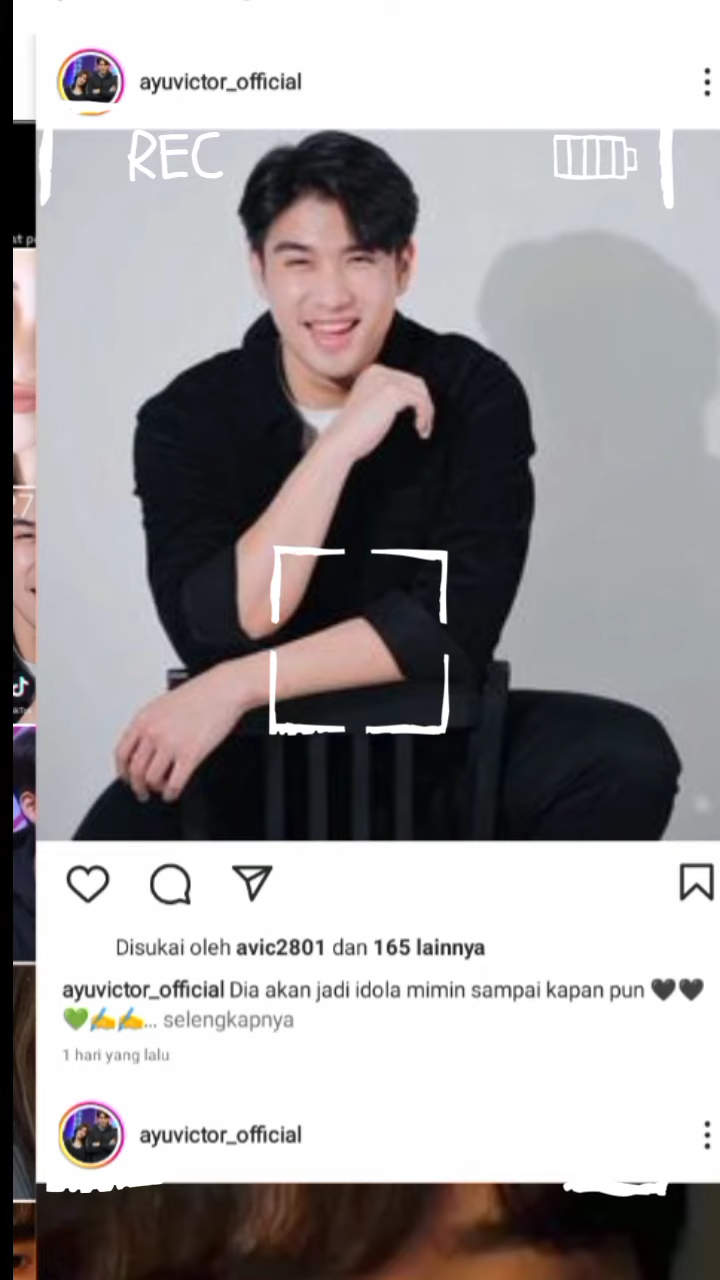 ayuvictor_official
REC
27
Disukai oleh avic2801 dan 165 lainnya
ayuvictor_official Dia akan jadi idola mimin sampai kapan pun 🖤🖤
💚✍️✍️... selengkapnya
1 hari yang lalu
ayuvictor_official